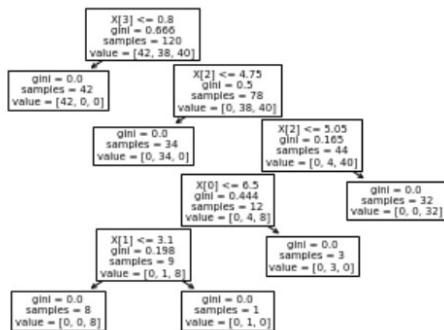 X[3] <= 0.8
gini = 0.666
samples = 120
value = [42, 38, 40]
gini = 0.0
samples = 42
value = [42, 0, 0]
X[2] <= 4.75
gini = 0.5
samples = 78
value = [0, 38, 40]
gini = 0.0
samples = 34
value = [0, 34, 0]
X[2] <= 5.05
gini = 0.165
samples = 44
value = [0, 4, 40]
X[0] <= 6.5
gini = 0.444
samples = 12
value = [0, 4, 8]
gini = 0.0
samples = 32
value = [0, 0, 32]
X[1] <= 3.1
gini = 0.198
samples = 9
value = [0, 1, 8]
gini = 0.0
samples = 3
value = [0, 3, 0]
gini = 0.0
samples = 8
value = [0, 0, 8]
gini = 0.0
samples = 1
value = [0, 1, 0]